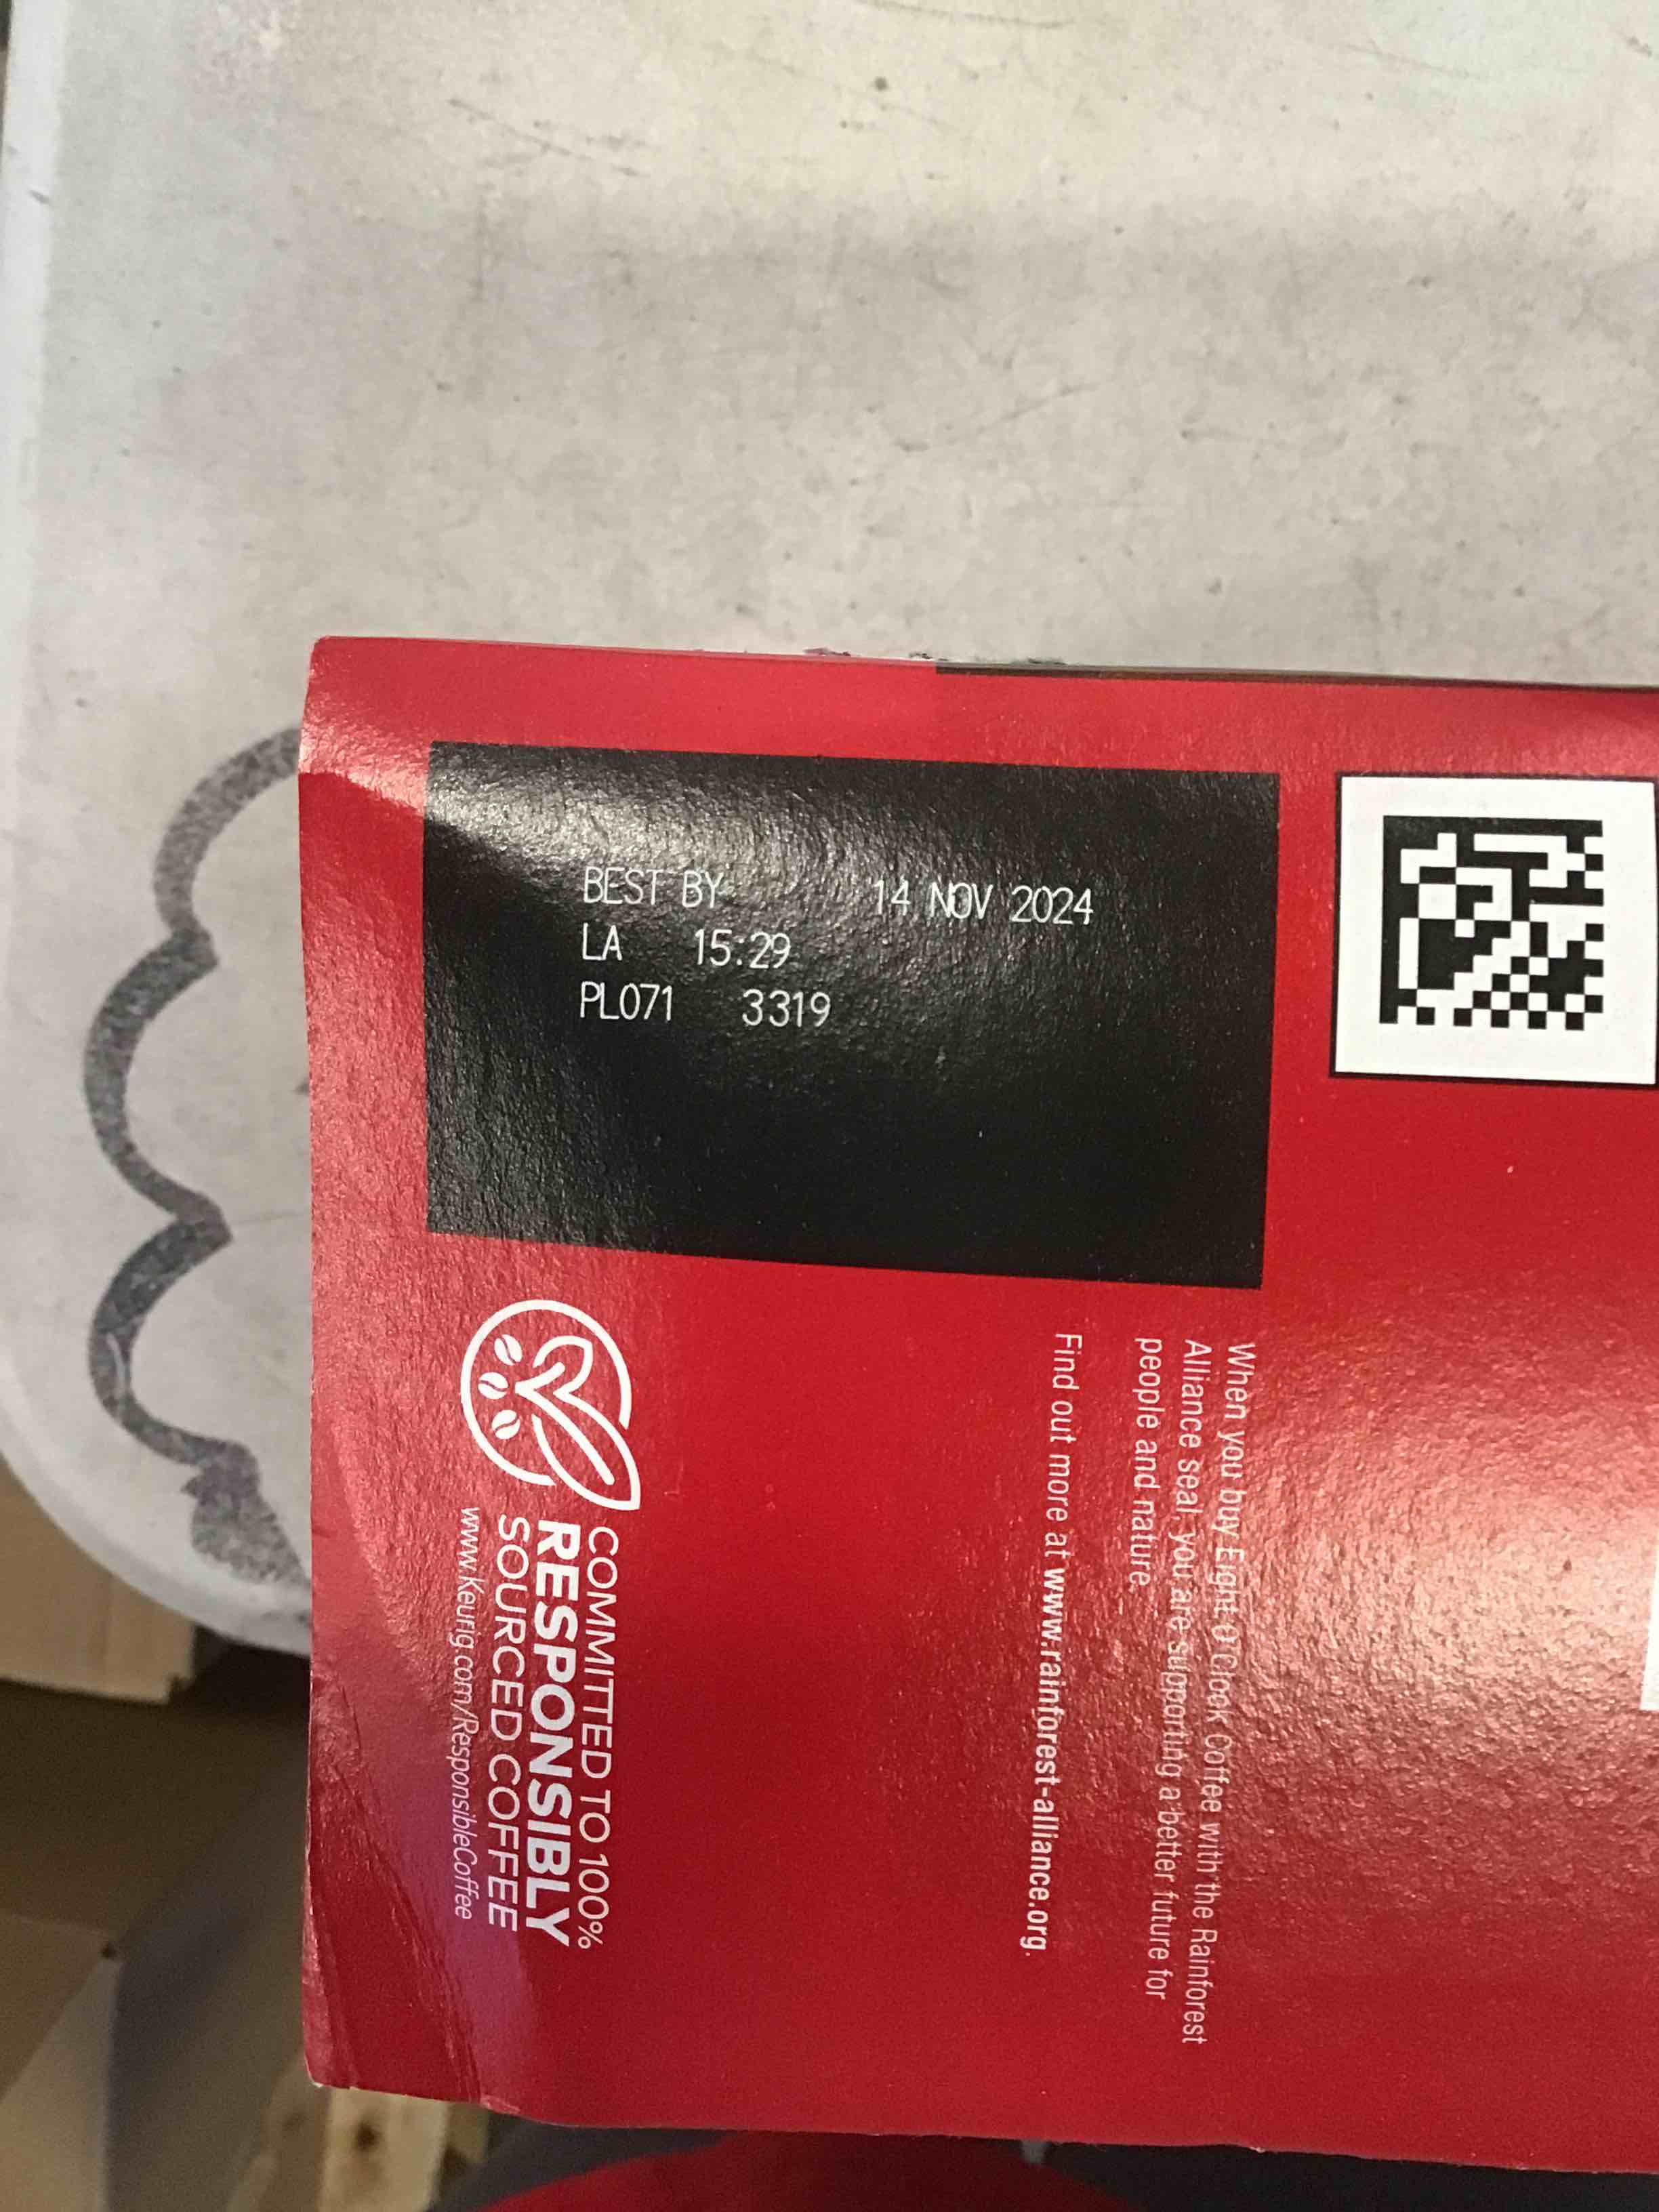 BEST BY 14 NOV 2024
LA 15:29
PL071 3319
When you buy Eight O'Clock Coffee with the Rainforest
Alliance seal, you are supporting a better future for
people and nature.
Find out more at www.rainforest-alliance.org.
COMMITTED TO 100%
RESPONSIBLY
SOURCED COFFEE
www.Keurig.com/ResponsibleCoffee